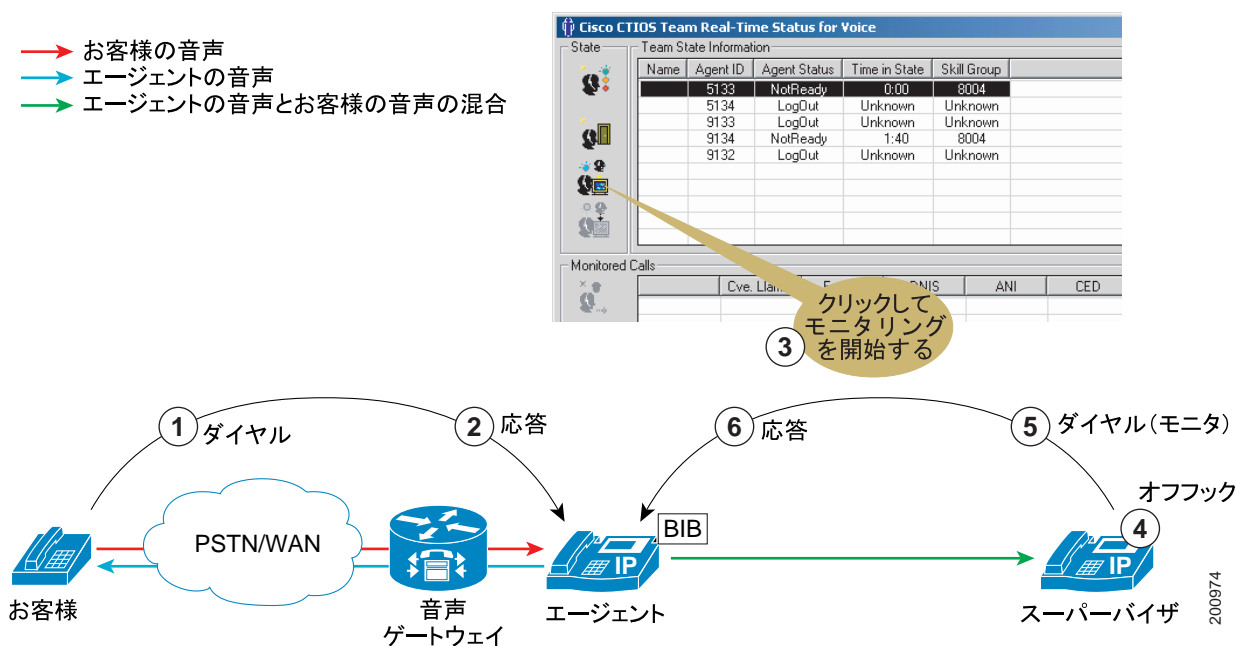 お客様の音声
エージェントの音声
エージェントの音声とお客様の音声の混合
Cisco CTIOS Team Real-Time Status for Voice
State
Team State Information
Name Agent ID Agent Status Time in State Skill Group
5133 NotReady 0:00 8004
5134 LogOut Unknown Unknown
9133 LogOut Unknown Unknown
9134 NotReady 1:40 8004
9132 LogOut Unknown Unknown
Monitored Calls
Cve. ANI CED
クリックして
モニタリング
を開始する
3
1 ダイヤル
2 応答
6 応答
5 ダイヤル（モニタ）
オフフック
4
PSTN/WAN
BIB
IP
IP
お客様
音声
ゲートウェイ
エージェント
スーパーバイザ
200974